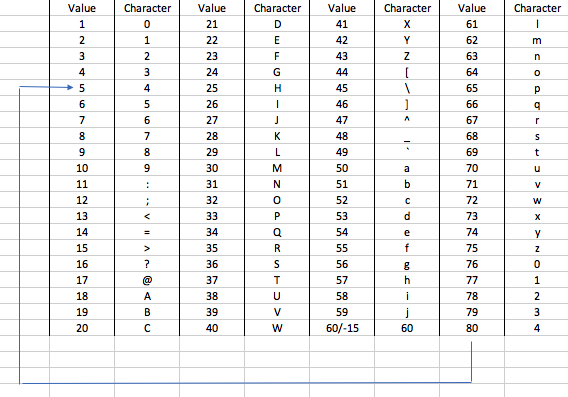 Value Character Value Character Value Character Value Character
1 0 21 D 41 X 61 l
2 1 22 E 42 Y 62 m
3 2 23 F 43 Z 63 n
4 3 24 G 44 [ 64 o
5 4 25 H 45 \ 65 p
6 5 26 I 46 ] 66 q
7 6 27 J 47 ^ 67 r
8 7 28 K 48 _ 68 s
9 8 29 L 49 ` 69 t
10 9 30 M 50 a 70 u
11 : 31 N 51 b 71 v
12 ; 32 O 52 c 72 w
13 < 33 P 53 d 73 x
14 = 34 Q 54 e 74 y
15 > 35 R 55 f 75 z
16 ? 36 S 56 g 76 0
17 @ 37 T 57 h 77 1
18 A 38 U 58 i 78 2
19 B 39 V 59 j 79 3
20 C 40 W 60/-15 60 80 4